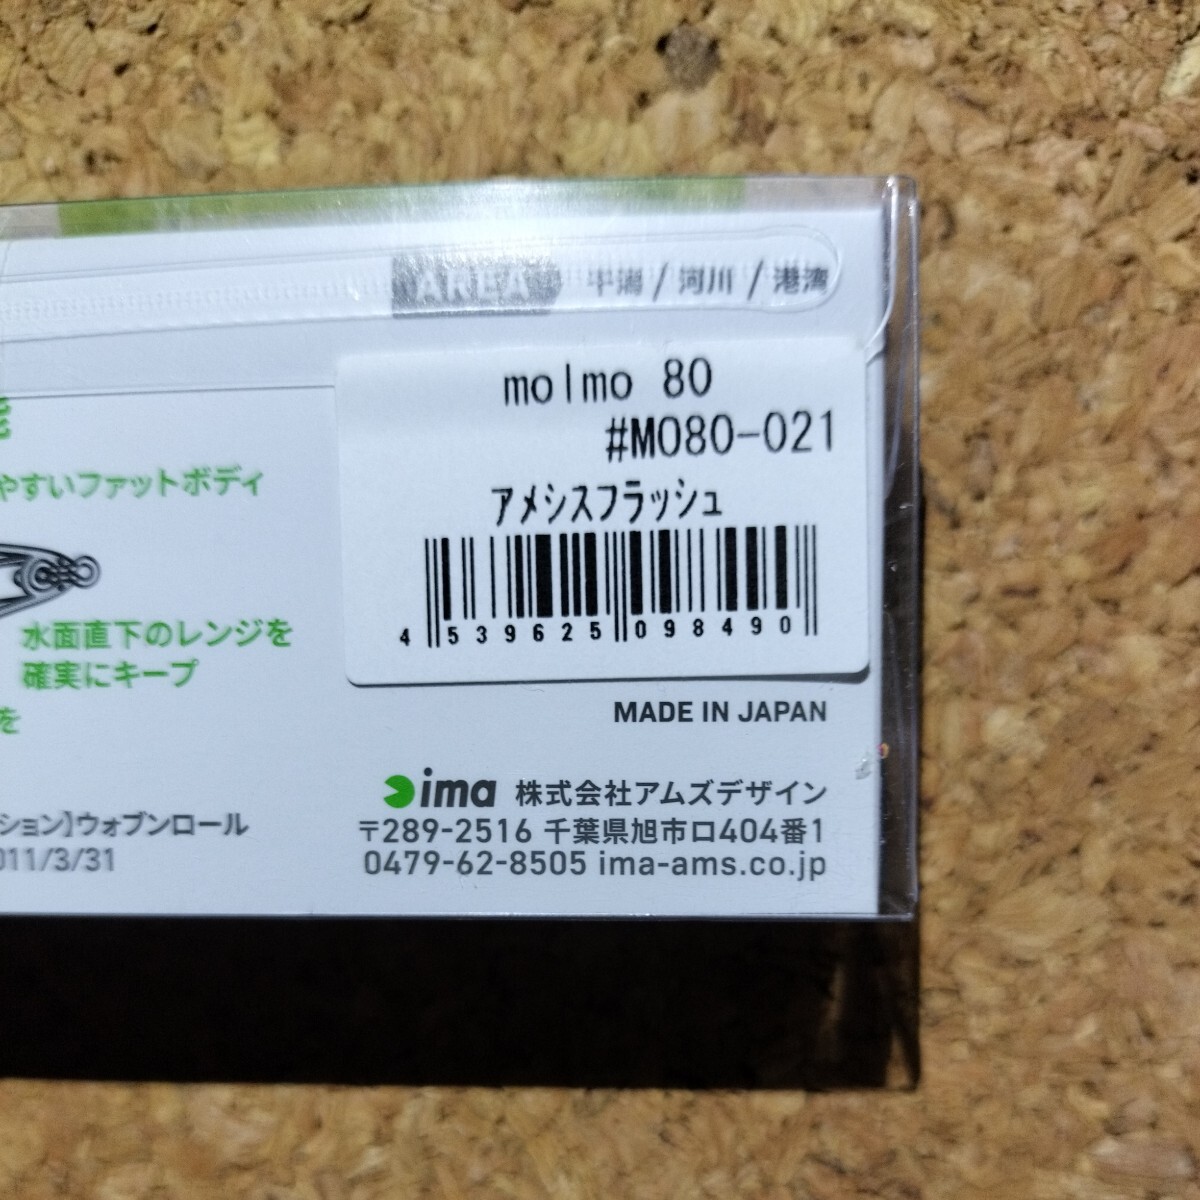 AREA 干潟 / 河川 / 港湾
molmo 80
#MO80-021
アメシスフラッシュ
4 539625 098490
やすいファットボディ
水面直下のレンジを
確実にキープ
を
MADE IN JAPAN
ima 株式会社アムズデザイン
〒289-2516 千葉県旭市ロ404番1
0479-62-8505 ima-ams.co.jp
ション】ウォブンロール
011/3/31